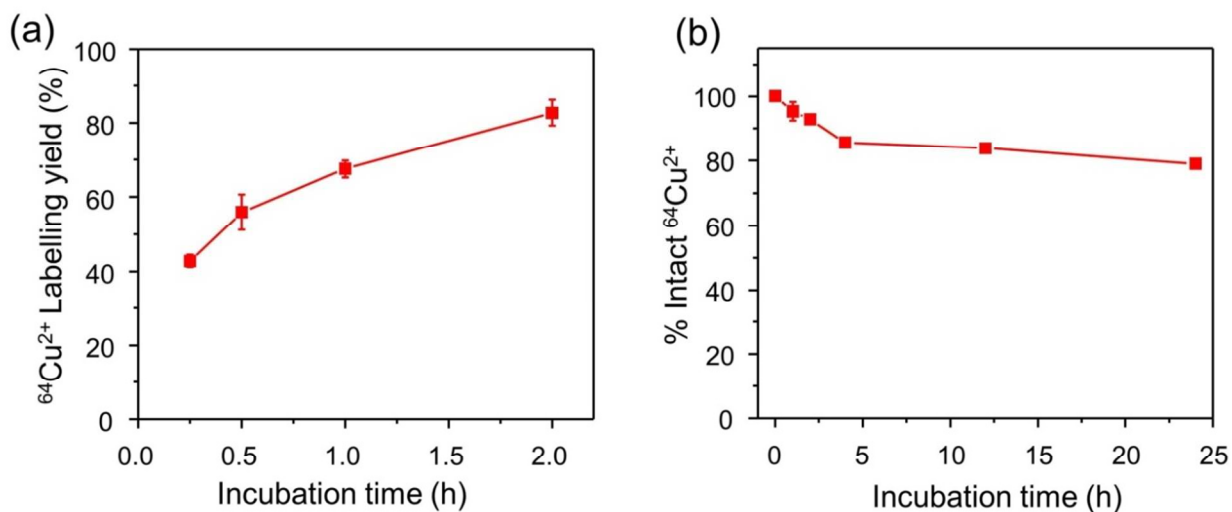 (a)
100
80
60
40
20
0
0.0 0.5 1.0 1.5 2.0
⁶⁴Cu²⁺ Labelling yield (%)
Incubation time (h)
(b)
100
80
60
40
20
0
0 5 10 15 20 25
% Intact ⁶⁴Cu²⁺
Incubation time (h)